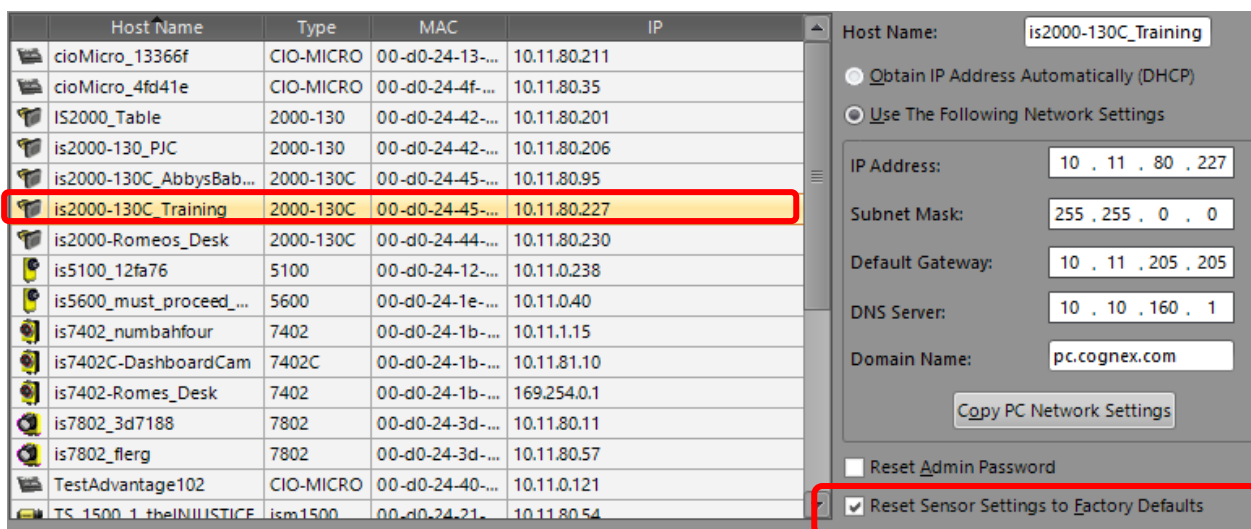 Host Name Type MAC IP
cioMicro_13366f CIO-MICRO 00-d0-24-13-... 10.11.80.211
cioMicro_4fd41e CIO-MICRO 00-d0-24-4f-... 10.11.80.35
IS2000_Table 2000-130 00-d0-24-42-... 10.11.80.201
is2000-130_PJC 2000-130 00-d0-24-42-... 10.11.80.206
is2000-130C_AbbysBab... 2000-130C 00-d0-24-45-... 10.11.80.95
is2000-130C_Training 2000-130C 00-d0-24-45-... 10.11.80.227
is2000-Romeos_Desk 2000-130C 00-d0-24-44-... 10.11.80.230
is5100_12fa76 5100 00-d0-24-12-... 10.11.0.238
is5600_must_proceed_... 5600 00-d0-24-1e-... 10.11.0.40
is7402_numbahfour 7402 00-d0-24-1b-... 10.11.1.15
is7402C-DashboardCam 7402C 00-d0-24-1b-... 10.11.81.10
is7402-Romes_Desk 7402 00-d0-24-1b-... 169.254.0.1
is7802_3d7188 7802 00-d0-24-3d-... 10.11.80.11
is7802_flerg 7802 00-d0-24-3d-... 10.11.80.57
TestAdvantage102 CIO-MICRO 00-d0-24-40-... 10.11.0.121
TS_1500_1_theINJUSTICE ism1500 00-d0-24-21-... 10.11.80.54
Host Name: is2000-130C_Training
Obtain IP Address Automatically (DHCP)
Use The Following Network Settings
IP Address: 10 . 11 . 80 . 227
Subnet Mask: 255 . 255 . 0 . 0
Default Gateway: 10 . 11 . 205 . 205
DNS Server: 10 . 10 . 160 . 1
Domain Name: pc.cognex.com
Copy PC Network Settings
Reset Admin Password
Reset Sensor Settings to Factory Defaults